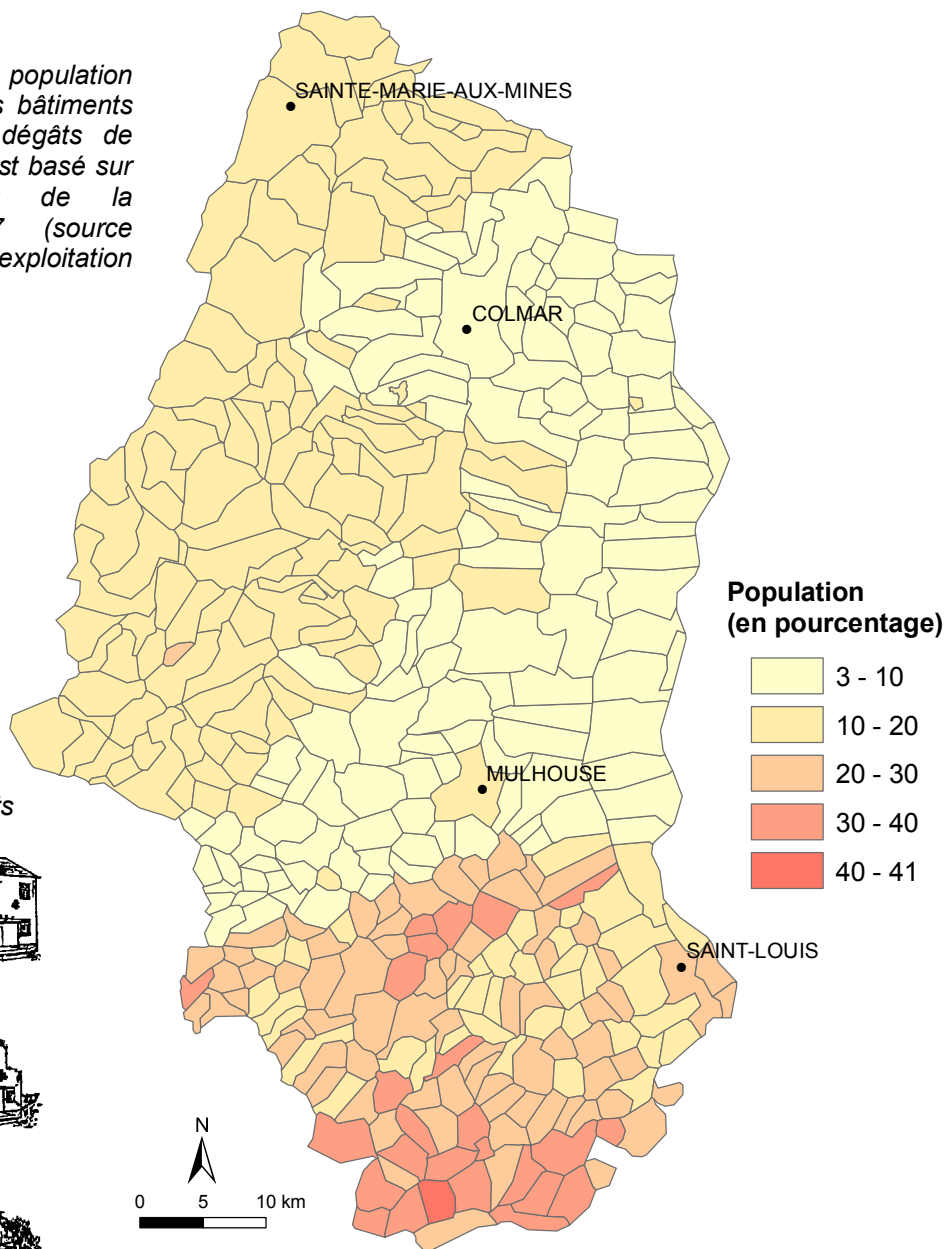 population
s bâtiments
dégâts de
st basé sur
de la
7 (source
exploitation
SAINTE-MARIE-AUX-MINES
COLMAR
Population
(en pourcentage)
3 - 10
10 - 20
20 - 30
30 - 40
40 - 41
MULHOUSE
ts
SAINT-LOUIS
N
0 5 10 km